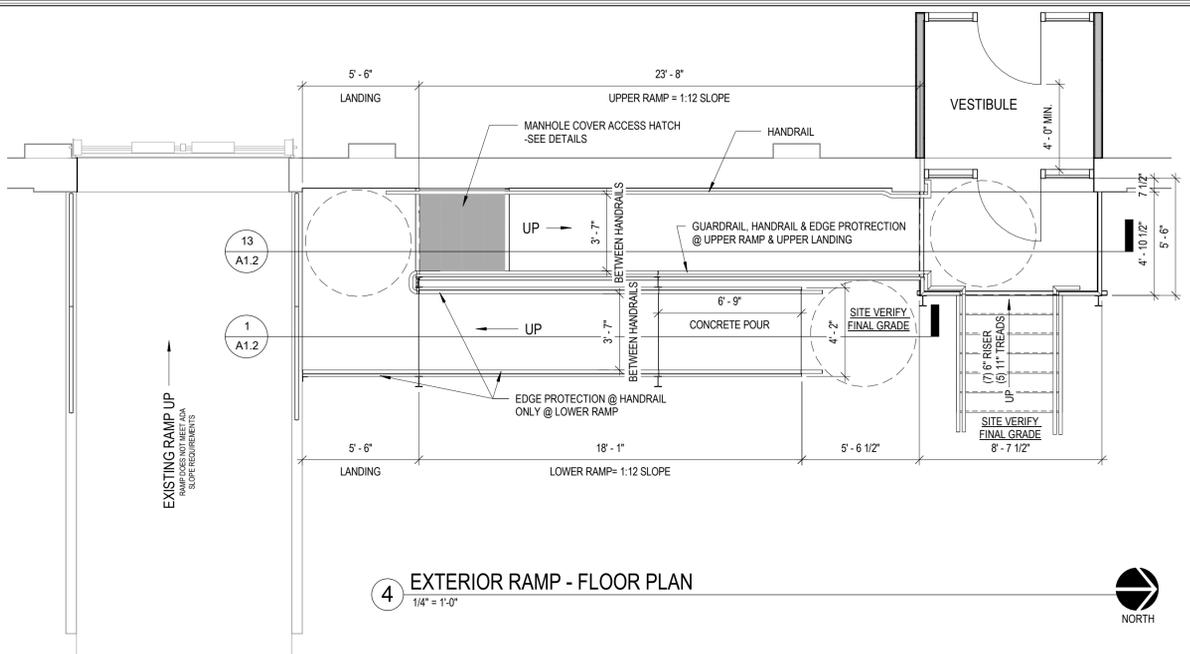 5' - 6"
LANDING
23' - 8"
UPPER RAMP = 1:12 SLOPE
MANHOLE COVER ACCESS HATCH
-SEE DETAILS
HANDRAIL
VESTIBULE
4' - 0" MIN.
7 1/2"
4' - 10 1/2"
5' - 6"
UP
3' - 7"
BETWEEN HANDRAILS
GUARDRAIL, HANDRAIL & EDGE PROTRECTION
@ UPPER RAMP & UPPER LANDING
13
A1.2
1
A1.2
UP
3' - 7"
BETWEEN HANDRAILS
6' - 9"
CONCRETE POUR
4' - 2"
SITE VERIFY
FINAL GRADE
(7) 6" RISER
(5) 11" TREADS
UP
SITE VERIFY
FINAL GRADE
EDGE PROTECTION @ HANDRAIL
ONLY @ LOWER RAMP
EXISTING RAMP UP
RAMP DOES NOT MEET ADA
SLOPE REQUIREMENTS
5' - 6"
LANDING
18' - 1"
LOWER RAMP= 1:12 SLOPE
5' - 6 1/2"
8' - 7 1/2"
4
EXTERIOR RAMP - FLOOR PLAN
1/4" = 1'-0"
NORTH